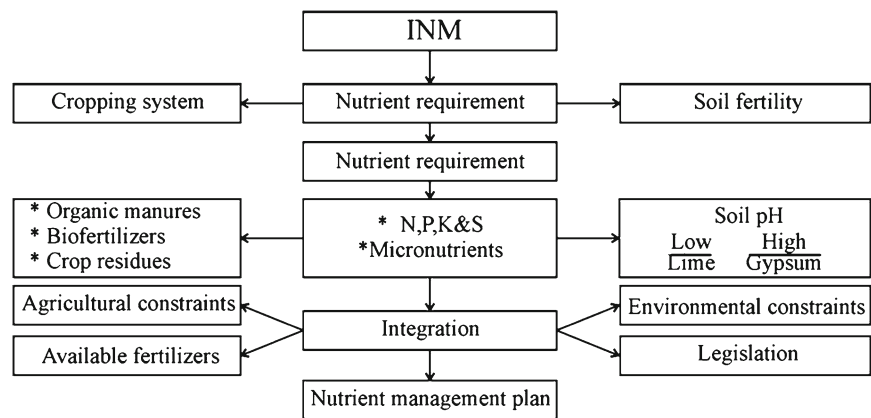 INM
Cropping system
Nutrient requirement
Soil fertility
Nutrient requirement
* Organic manures
* Biofertilizers
* Crop residues
* N,P,K&S
*Micronutrients
Soil pH
Low High
Lime Gypsum
Agricultural constraints
Environmental constraints
Integration
Available fertilizers
Legislation
Nutrient management plan